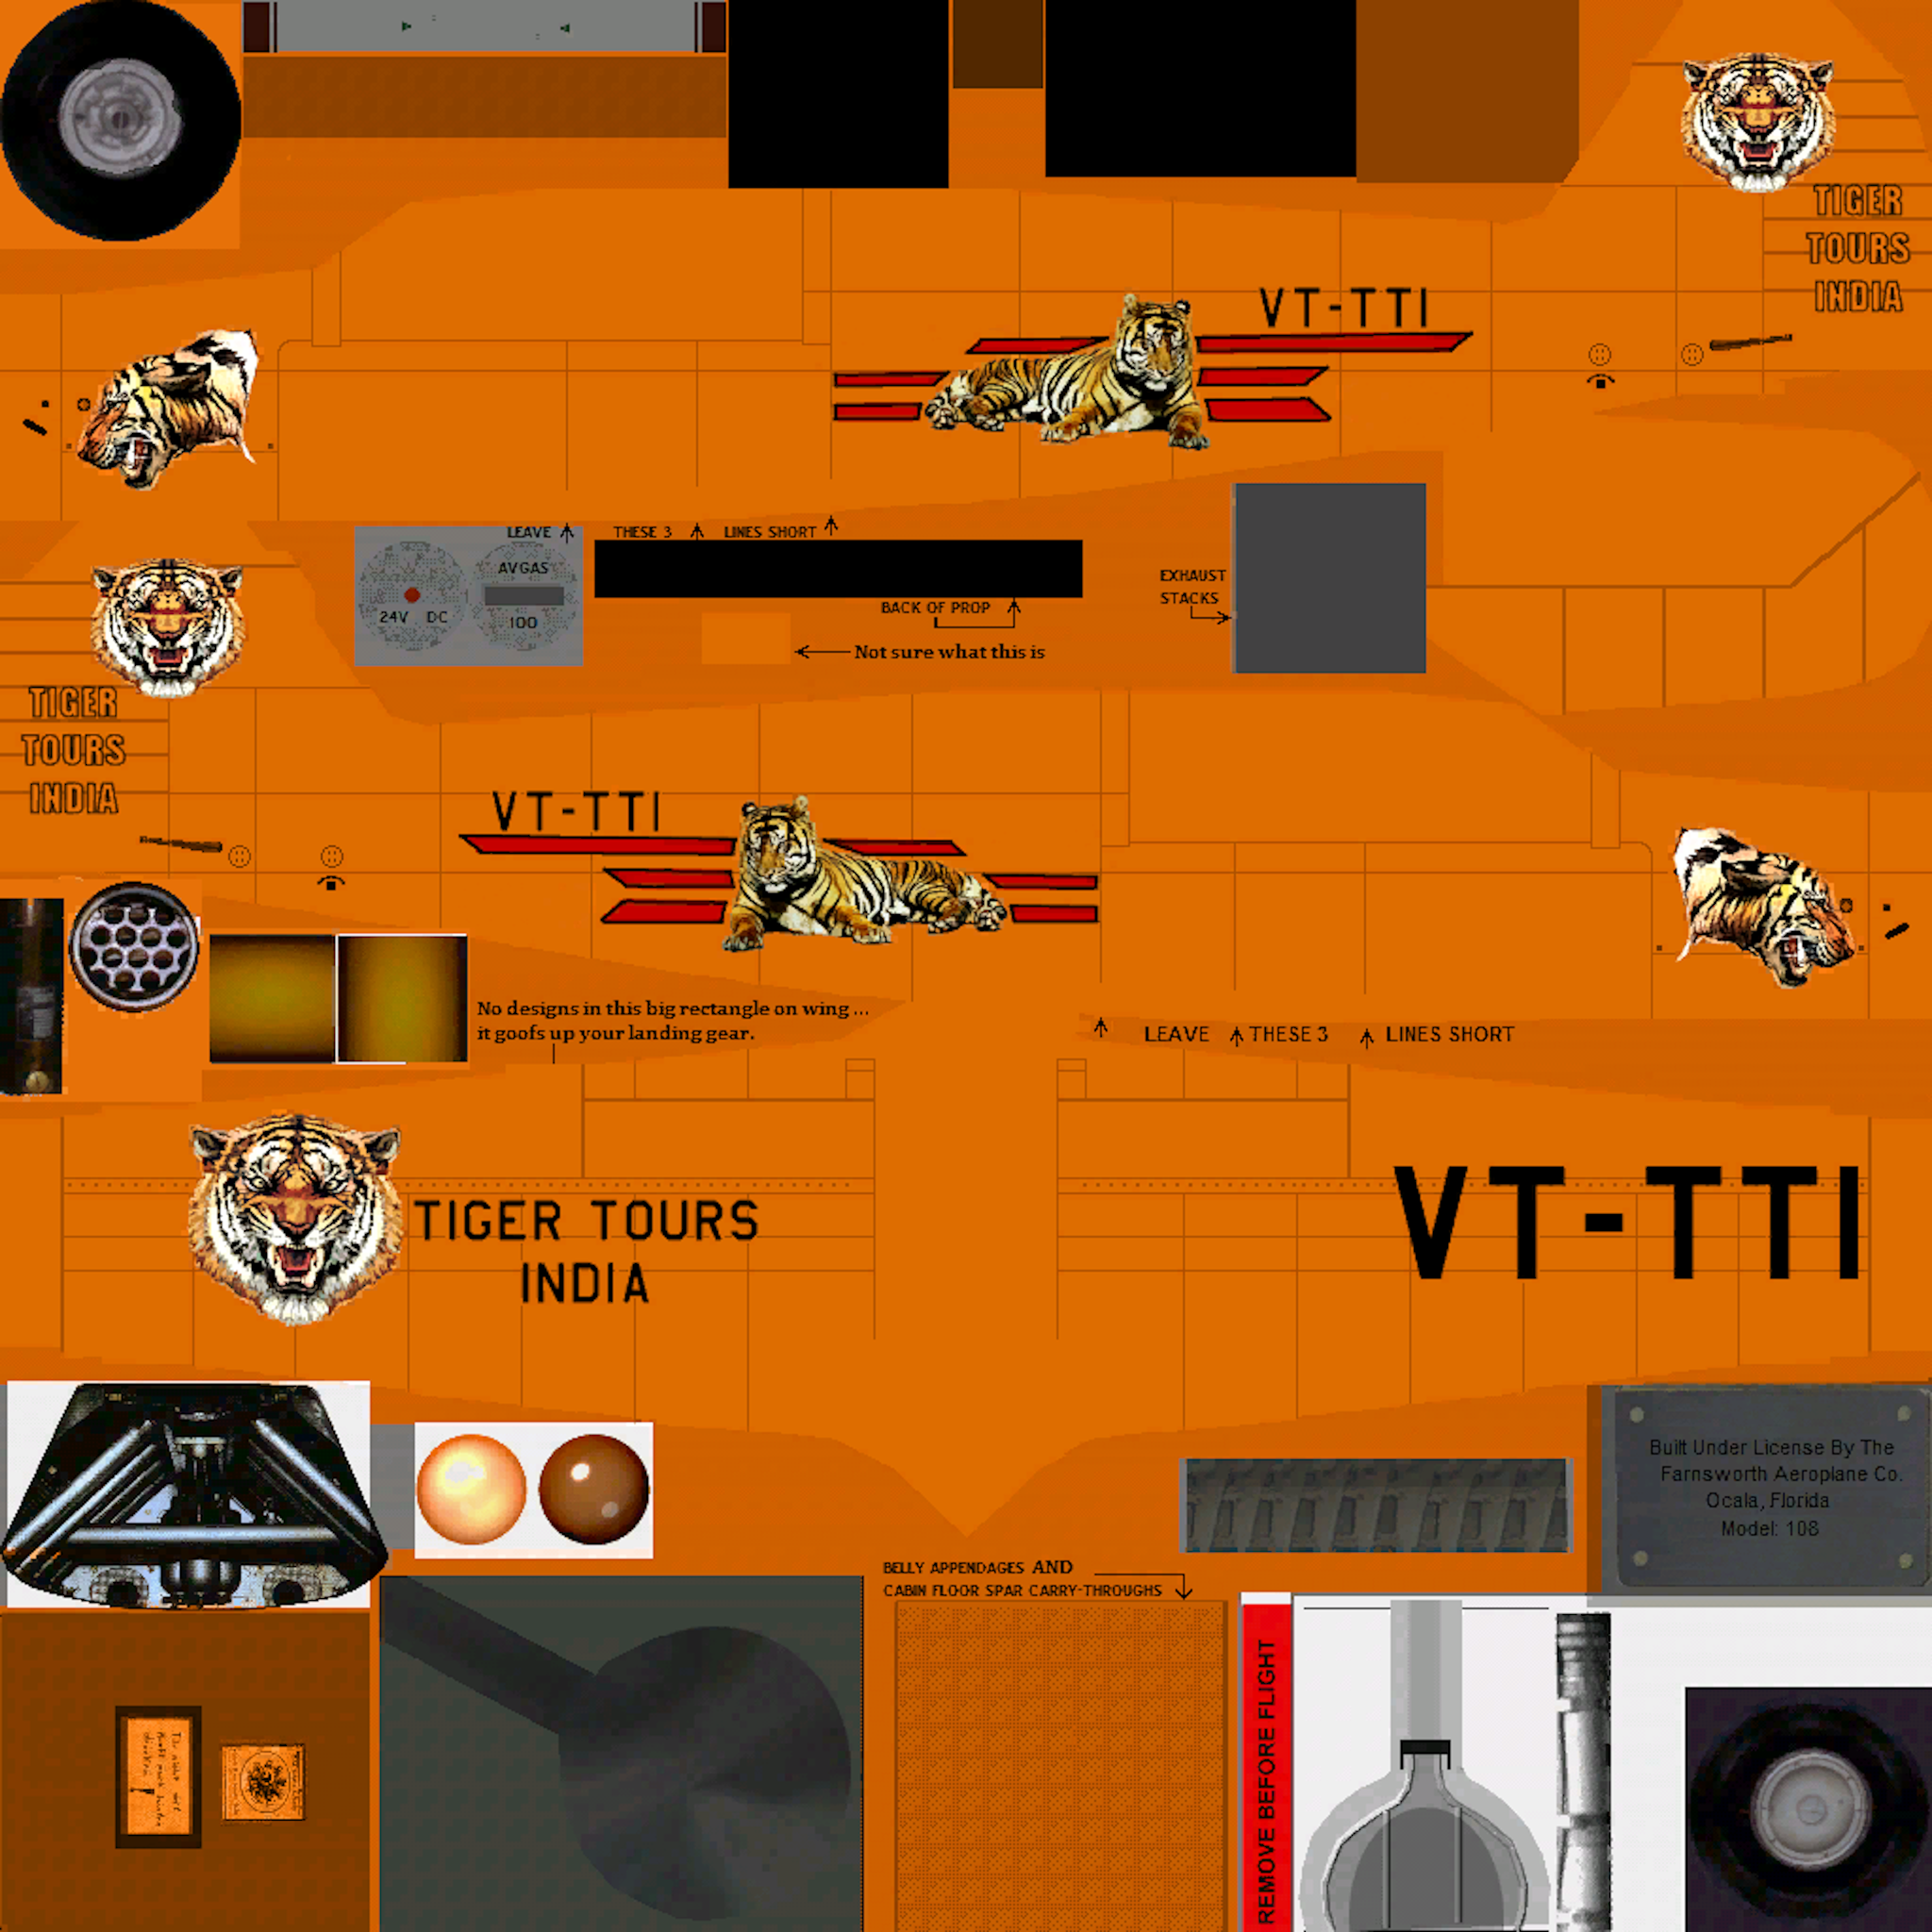 TIGER
TOURS
INDIA
VT-TTI
LEAVE
THESE 3
LINES SHORT
AVGAS
24V DC
100
BACK OF PROP
EXHAUST
STACKS
Not sure what this is
TIGER
TOURS
INDIA
VT-TTI
No designs in this big rectangle on wing ...
it goofs up your landing gear.
LEAVE
THESE 3
LINES SHORT
TIGER TOURS
INDIA
VT-TTI
Built Under License By The
Farnsworth Aeroplane Co.
Ocala, Florida
Model: 108
BELLY APPENDAGES AND
CABIN FLOOR SPAR CARRY-THROUGHS
REMOVE BEFORE FLIGHT